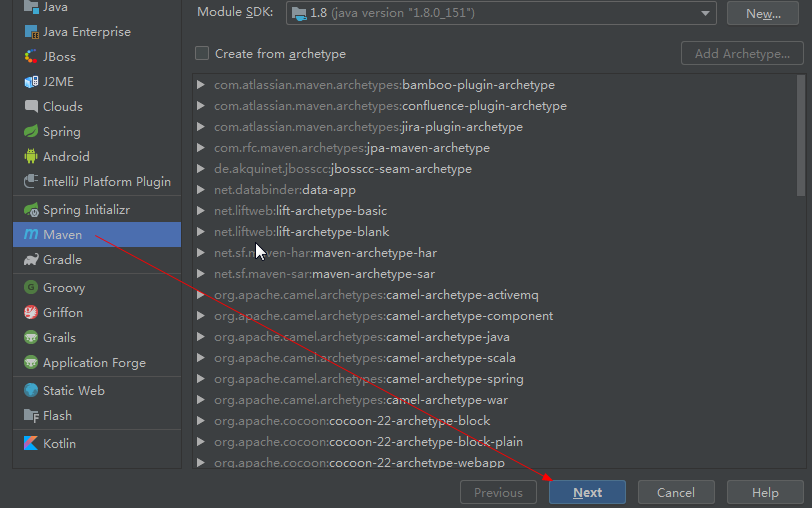 Java
Java Enterprise
JBoss
J2ME
Clouds
Spring
Android
IntelliJ Platform Plugin
Spring Initializr
Maven
Gradle
Groovy
Griffon
Grails
Application Forge
Static Web
Flash
Kotlin
Module SDK: 1.8 (java version "1.8.0_151") New...
Create from archetype Add Archetype...
com.atlassian.maven.archetypes:bamboo-plugin-archetype
com.atlassian.maven.archetypes:confluence-plugin-archetype
com.atlassian.maven.archetypes:jira-plugin-archetype
com.rfc.maven.archetypes:jpa-maven-archetype
de.akquinet.jbosscc:jbosscc-seam-archetype
net.databinder:data-app
net.liftweb:lift-archetype-basic
net.liftweb:lift-archetype-blank
net.sf.maven-har:maven-archetype-har
net.sf.maven-sar:maven-archetype-sar
org.apache.camel.archetypes:camel-archetype-activemq
org.apache.camel.archetypes:camel-archetype-component
org.apache.camel.archetypes:camel-archetype-java
org.apache.camel.archetypes:camel-archetype-scala
org.apache.camel.archetypes:camel-archetype-spring
org.apache.camel.archetypes:camel-archetype-war
org.apache.cocoon:cocoon-22-archetype-block
org.apache.cocoon:cocoon-22-archetype-block-plain
org.apache.cocoon:cocoon-22-archetype-webapp
Previous Next Cancel Help